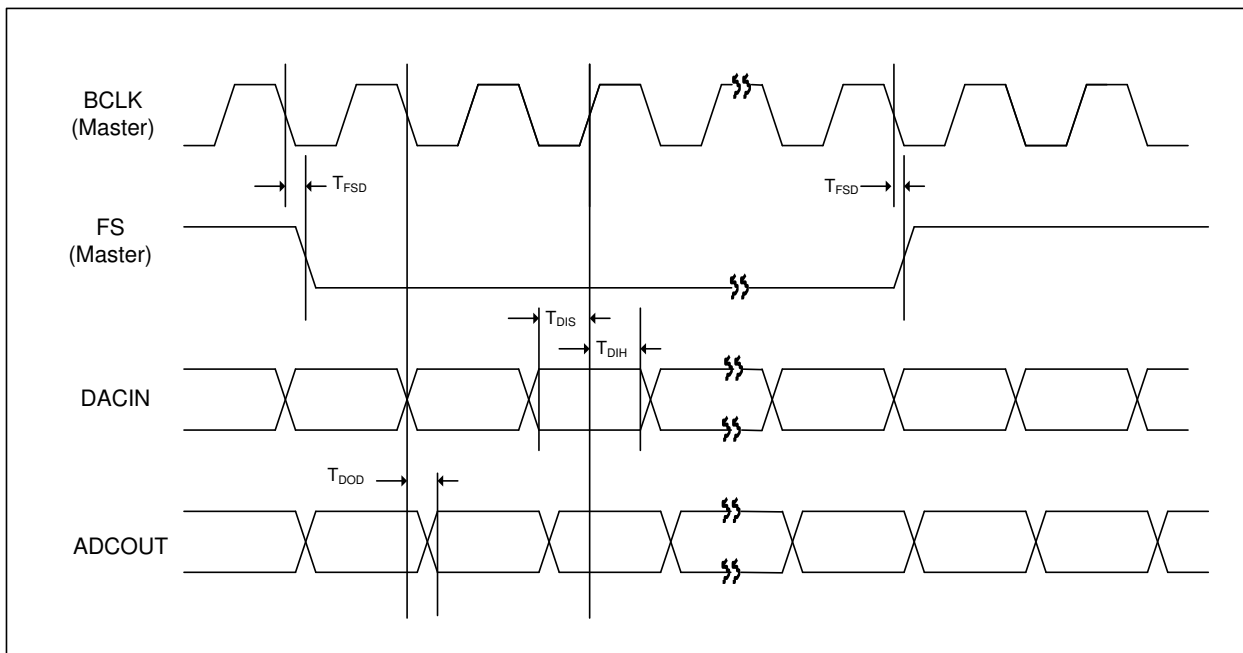 BCLK
(Master)
TFSD
TFSD
FS
(Master)
TDIS
TDIH
DACIN
TDOD
ADCOUT